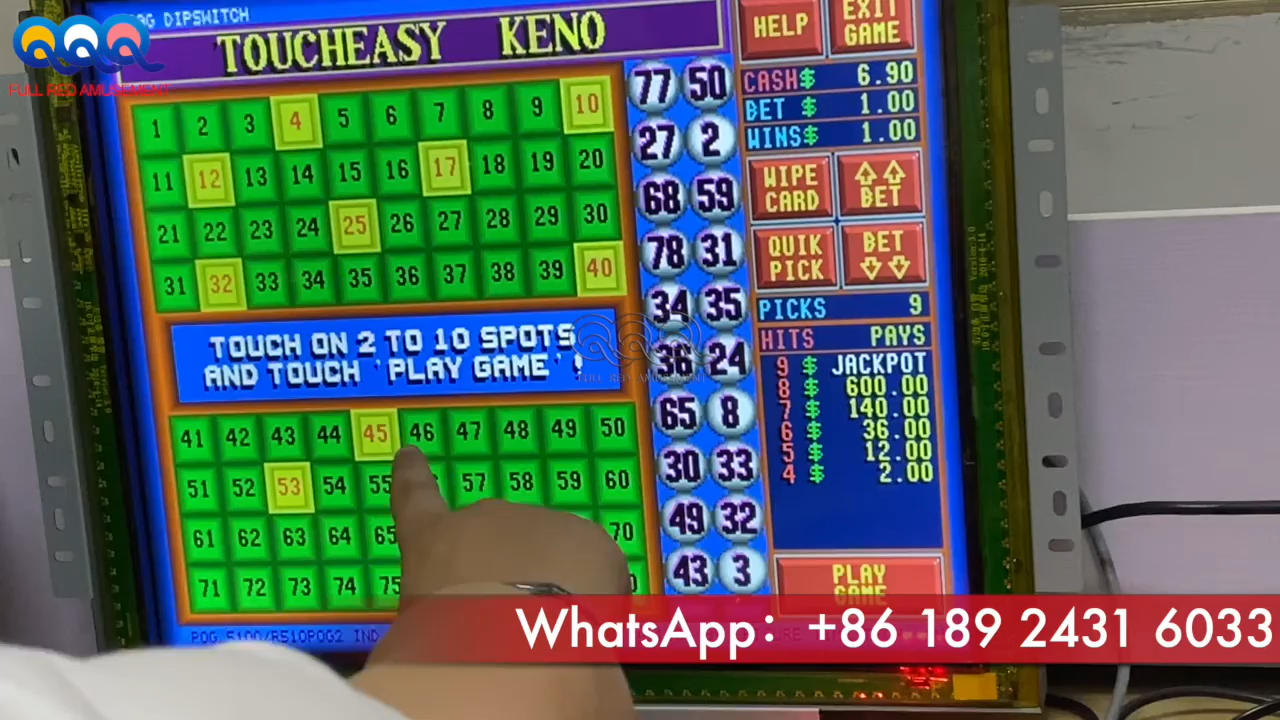 POG DIPSWITCH
FULL RED AMUSEMENT
TOUCHEASY KENO
HELP
EXIT GAME
CASH$ 6.90
BET $ 1.00
WINS$ 1.00
1 2 3 4 5 6 7 8 9 10
11 12 13 14 15 16 17 18 19 20
21 22 23 24 25 26 27 28 29 30
31 32 33 34 35 36 37 38 39 40
TOUCH ON 2 TO 10 SPOTS
AND TOUCH 'PLAY GAME' !
41 42 43 44 45 46 47 48 49 50
51 52 53 54 55 57 58 59 60
61 62 63 64 65 70
71 72 73 74 75
77 50
27 2
68 59
78 31
34 35
36 24
65 8
30 33
49 32
43 3
FULL RED AMUSEMENT
WIPE CARD
BET
QUIK PICK
BET
PICKS 9
HITS PAYS
9 $ JACKPOT
8 $ 600.00
7 $ 140.00
6 $ 36.00
5 $ 12.00
4 $ 2.00
PLAY GAME
WhatsApp: +86 189 2431 6033